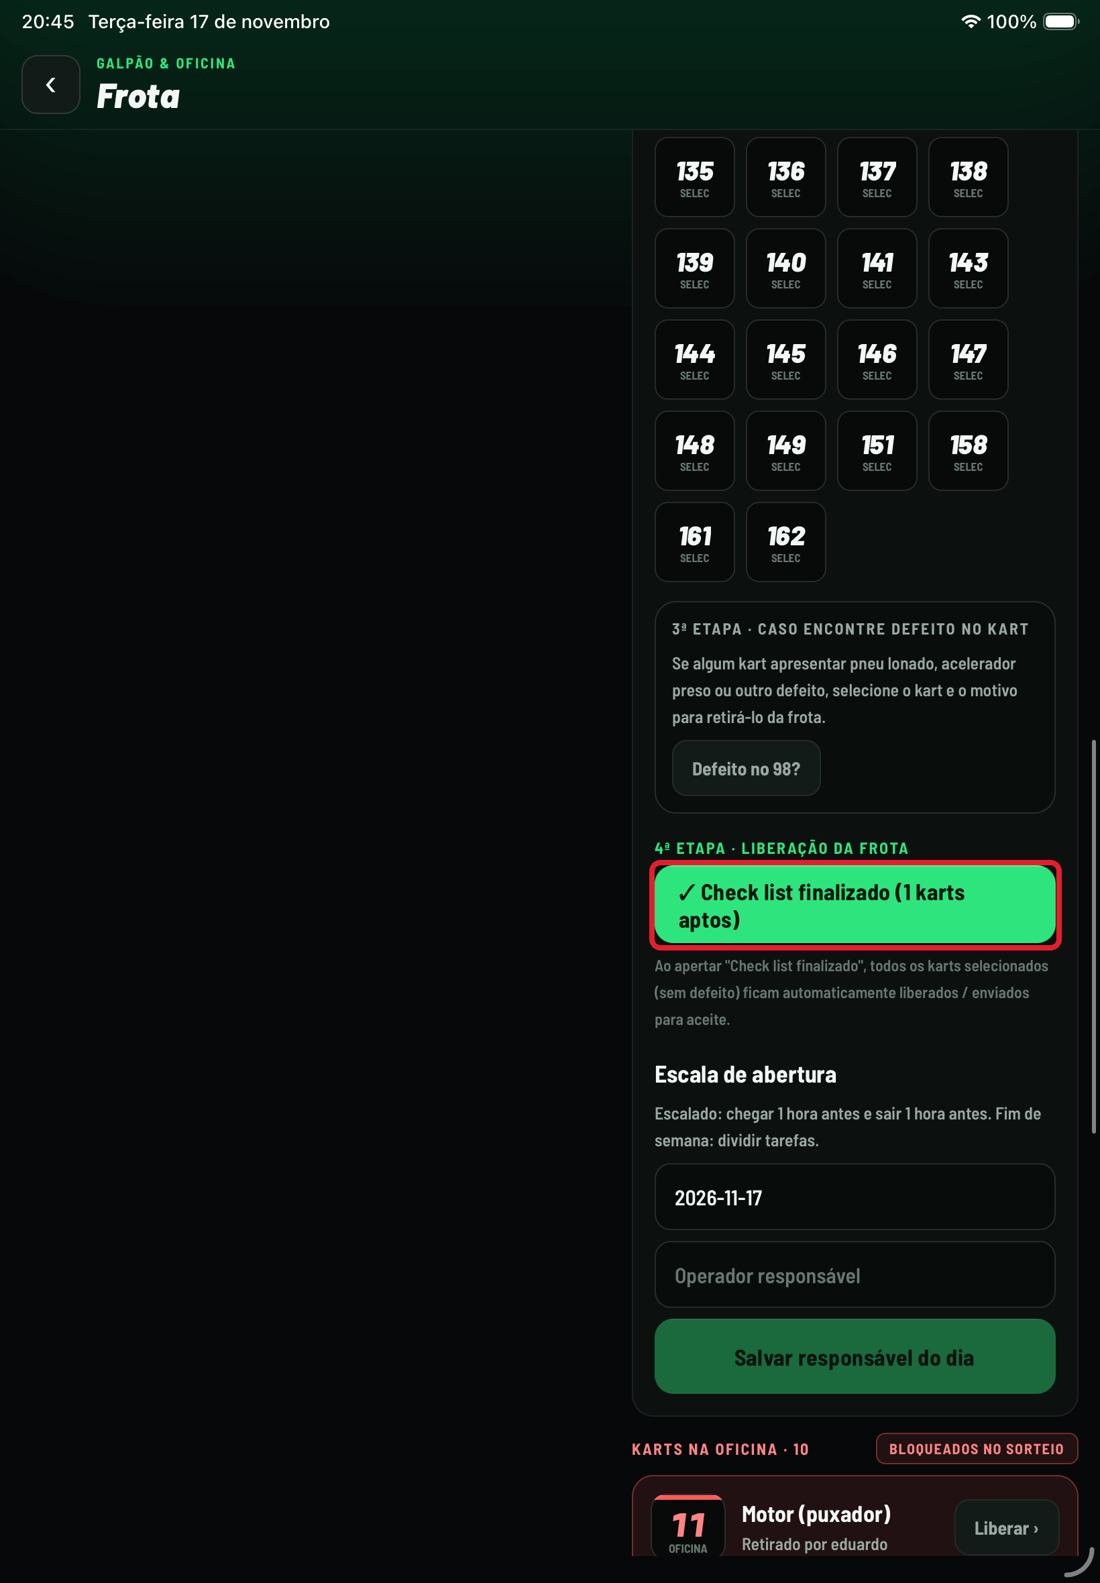 20:45 Terça-feira 17 de novembro
100%
GALPÃO & OFICINA
‹
Frota
135 136 137 138
SELEC SELEC SELEC SELEC
139 140 141 143
SELEC SELEC SELEC SELEC
144 145 146 147
SELEC SELEC SELEC SELEC
148 149 151 158
SELEC SELEC SELEC SELEC
161 162
SELEC SELEC
3ª ETAPA · CASO ENCONTRE DEFEITO NO KART
Se algum kart apresentar pneu lonado, acelerador
preso ou outro defeito, selecione o kart e o motivo
para retirá-lo da frota.
Defeito no 98?
4ª ETAPA · LIBERAÇÃO DA FROTA
✓ Check list finalizado (1 karts
aptos)
Ao apertar "Check list finalizado", todos os karts selecionados
(sem defeito) ficam automaticamente liberados / enviados
para aceite.
Escala de abertura
Escalado: chegar 1 hora antes e sair 1 hora antes. Fim de
semana: dividir tarefas.
2026-11-17
Operador responsável
Salvar responsável do dia
KARTS NA OFICINA · 10
BLOQUEADOS NO SORTEIO
11
OFICINA
Motor (puxador)
Retirado por eduardo
Liberar ›